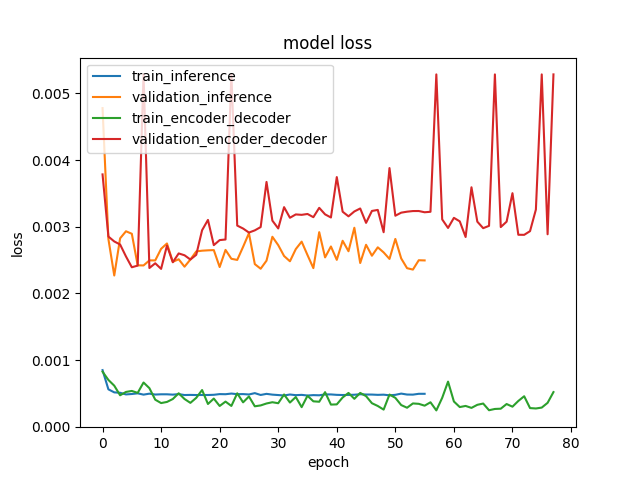 model loss
train_inference
validation_inference
train_encoder_decoder
validation_encoder_decoder
loss
0.005
0.004
0.003
0.002
0.001
0.000
0 10 20 30 40 50 60 70 80
epoch